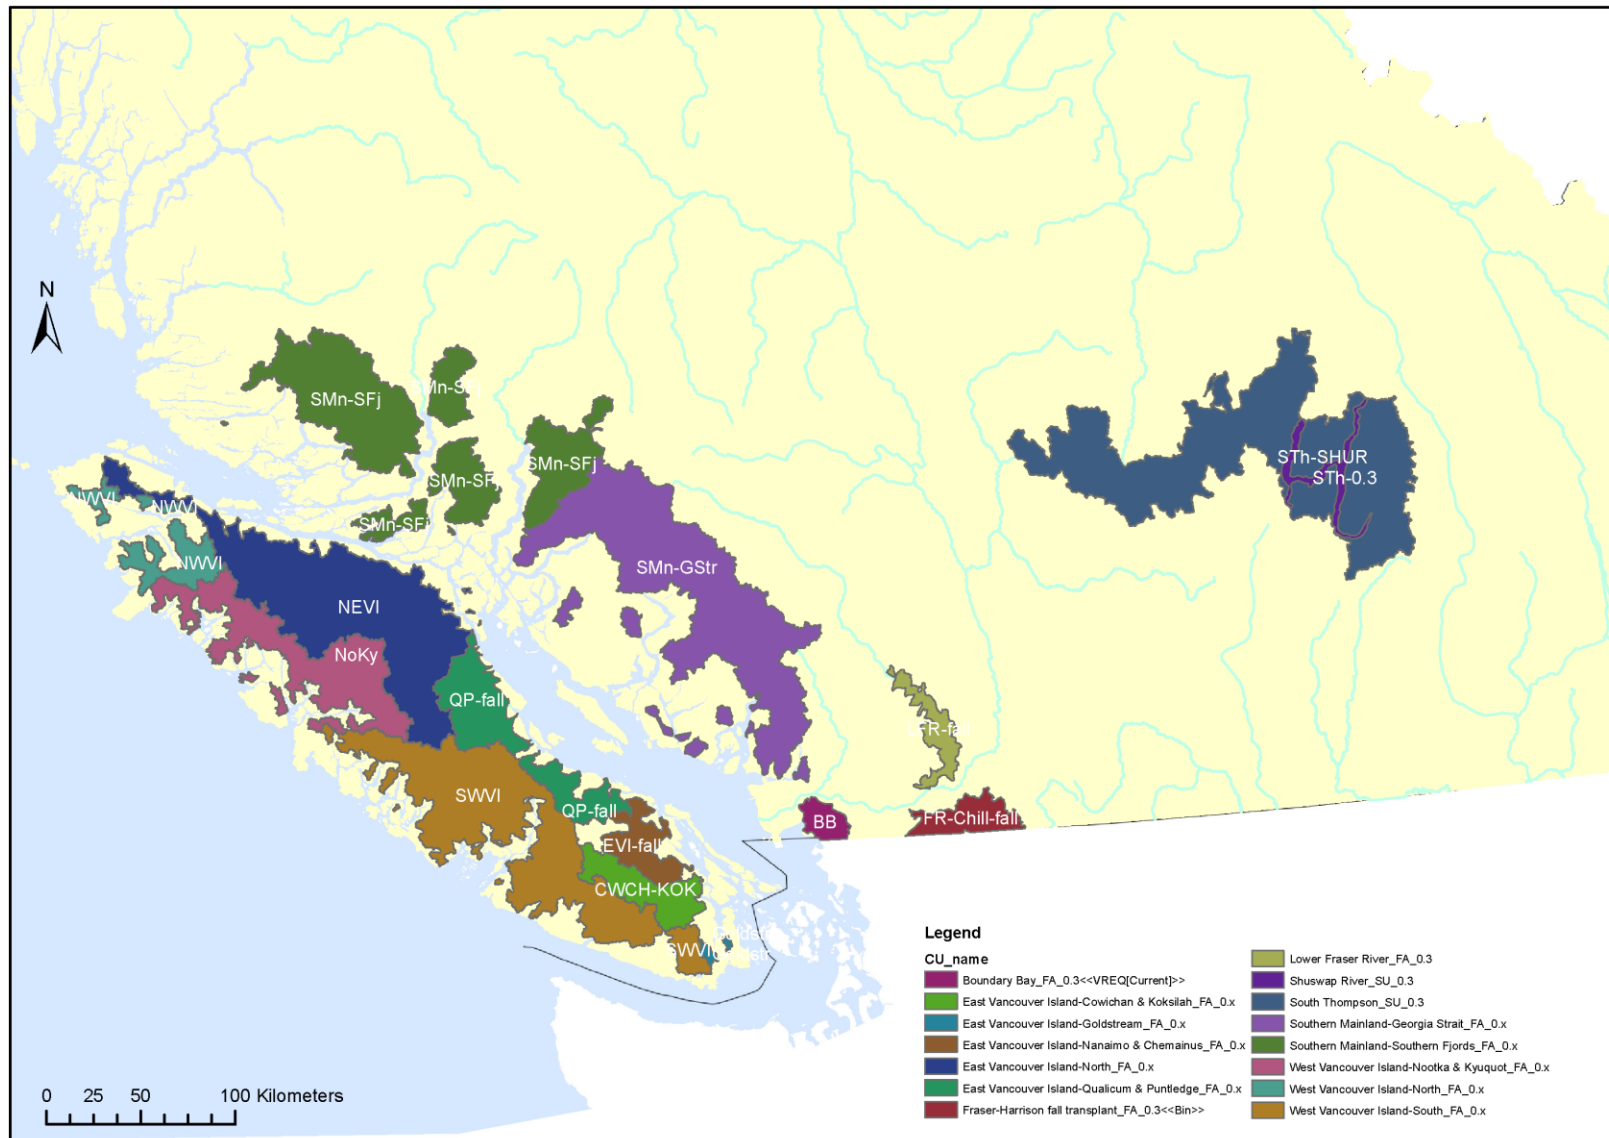 N
SMn-SFj
SMn-SFj
SMn-SFj
SMn-SFj
SMn-SFj
STh-SHUR
STh-0.3
NWVI
NWVI
NWVI
SMn-GStr
NEVI
NoKy
QP-fall
LFR-fall
SWVI
QP-fall
BB
FR-Chill-fall
EVI-fall
CWCH-KOK
SWVI
0 25 50 100 Kilometers
Legend
CU_name
Boundary Bay_FA_0.3<<VREQ[Current]>>
East Vancouver Island-Cowichan & Koksilah_FA_0.x
East Vancouver Island-Goldstream_FA_0.x
East Vancouver Island-Nanaimo & Chemainus_FA_0.x
East Vancouver Island-North_FA_0.x
East Vancouver Island-Qualicum & Puntledge_FA_0.x
Fraser-Harrison fall transplant_FA_0.3<<Bin>>
Lower Fraser River_FA_0.3
Shuswap River_SU_0.3
South Thompson_SU_0.3
Southern Mainland-Georgia Strait_FA_0.x
Southern Mainland-Southern Fjords_FA_0.x
West Vancouver Island-Nootka & Kyuquot_FA_0.x
West Vancouver Island-North_FA_0.x
West Vancouver Island-South_FA_0.x